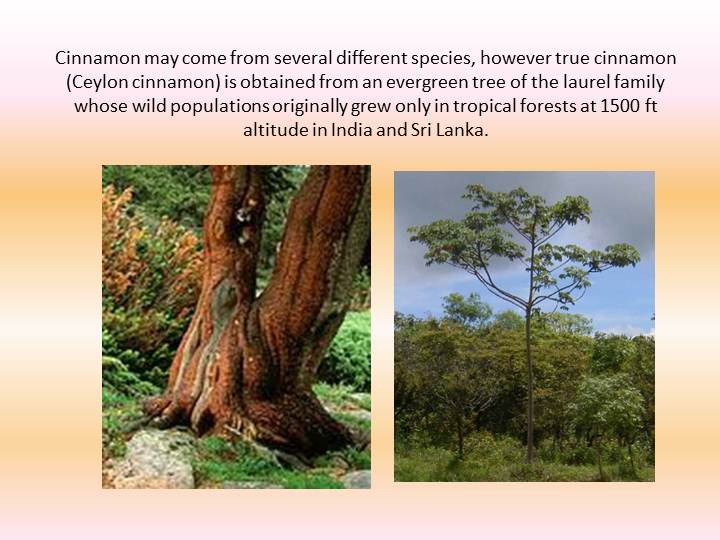 Cinnamon may come from several different species, however true cinnamon
(Ceylon cinnamon) is obtained from an evergreen tree of the laurel family
whose wild populations originally grew only in tropical forests at 1500 ft
altitude in India and Sri Lanka.